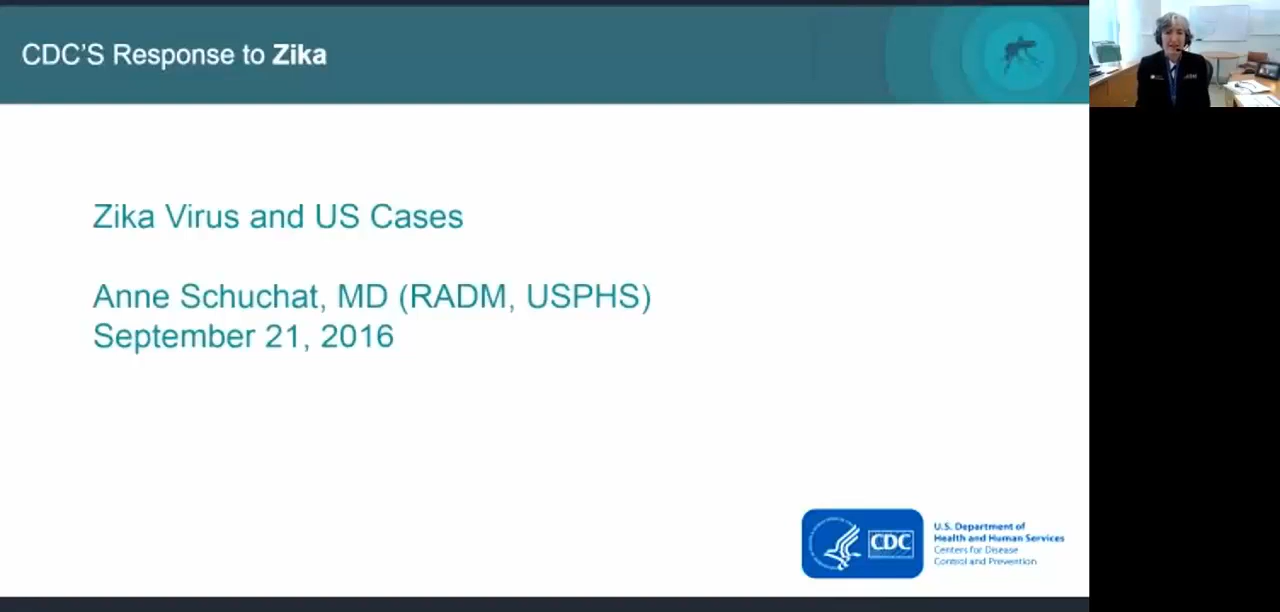 CDC'S Response to Zika
Zika Virus and US Cases
Anne Schuchat, MD (RADM, USPHS)
September 21, 2016
CDC
U.S. Department of
Health and Human Services
Centers for Disease
Control and Prevention